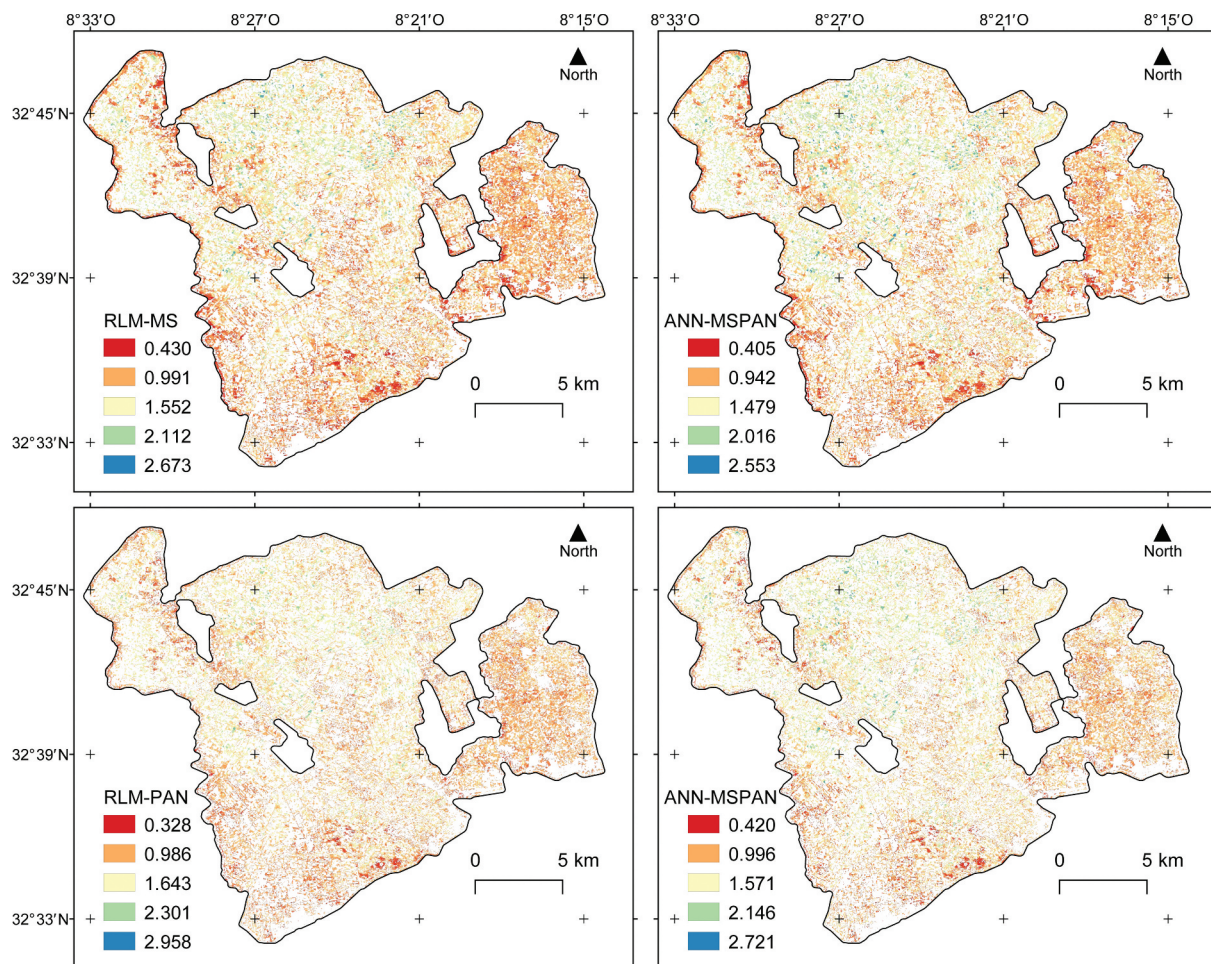 8°33'O 8°27'O 8°21'O 8°15'O 8°33'O 8°27'O 8°21'O 8°15'O
North North
32°45'N
32°39'N
RLM-MS
0.430
0.991
1.552
2.112
2.673
0 5 km
32°33'N
ANN-MSPAN
0.405
0.942
1.479
2.016
2.553
0 5 km
North North
32°45'N
32°39'N
RLM-PAN
0.328
0.986
1.643
2.301
2.958
0 5 km
32°33'N
ANN-MSPAN
0.420
0.996
1.571
2.146
2.721
0 5 km